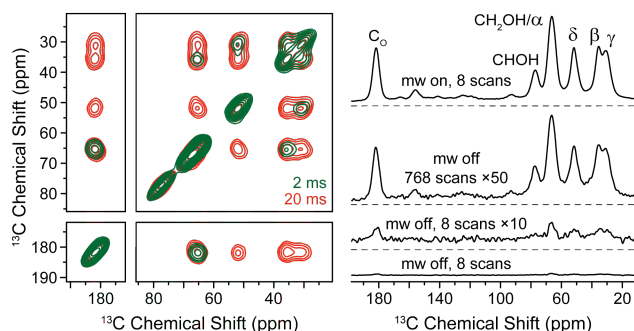 30
40
50
60
70
80
180
190
¹³C Chemical Shift (ppm)
2 ms
20 ms
180
80 60 40
¹³C Chemical Shift (ppm)
C_O
CH₂OH/α
CHOH
δ
β
γ
mw on, 8 scans
mw off
768 scans ×50
mw off, 8 scans ×10
mw off, 8 scans
180 140 100 60 20
¹³C Chemical Shift (ppm)